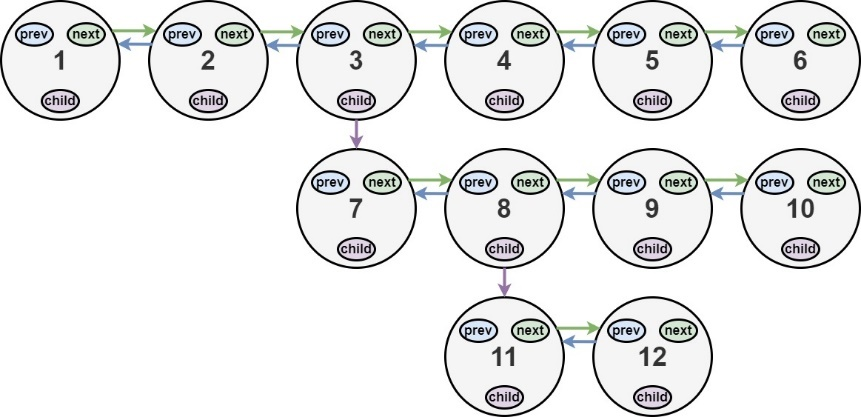 prev next prev next prev next prev next prev next prev next
1 2 3 4 5 6
child child child child child child
prev next prev next prev next prev next
7 8 9 10
child child child child
prev next prev next
11 12
child child